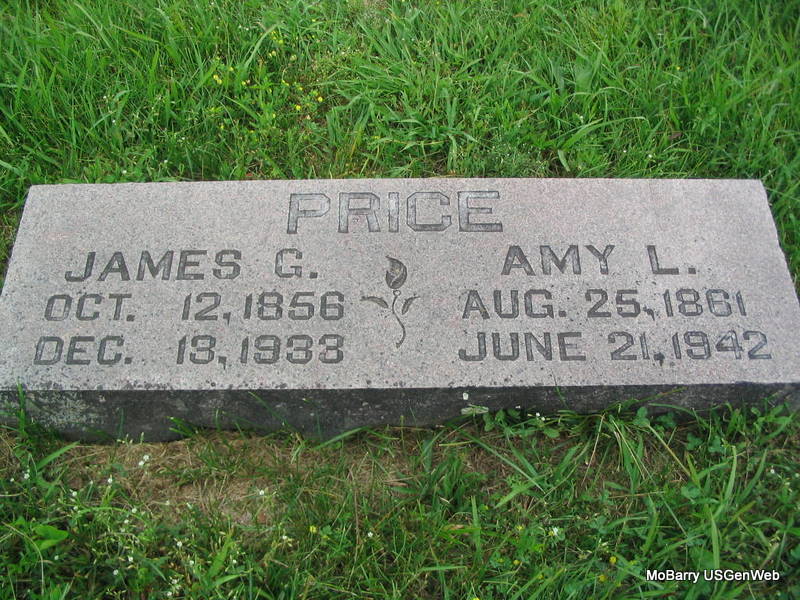 PRICE
JAMES G.
OCT. 12, 1856
DEC. 13, 1933
AMY L.
AUG. 25, 1861
JUNE 21, 1942
MoBarry USGenWeb